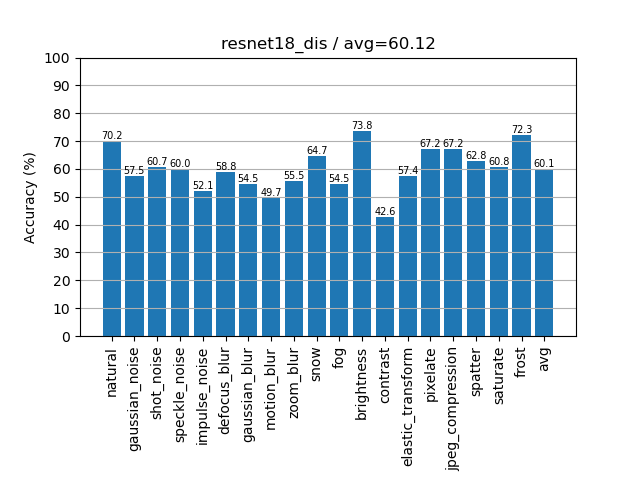 resnet18_dis / avg=60.12
Accuracy (%)
100
90
80
70
60
50
40
30
20
10
0
70.2
57.5
60.7
60.0
52.1
58.8
54.5
49.7
55.5
64.7
54.5
73.8
42.6
57.4
67.2
67.2
62.8
60.8
72.3
60.1
natural
gaussian_noise
shot_noise
speckle_noise
impulse_noise
defocus_blur
gaussian_blur
motion_blur
zoom_blur
snow
fog
brightness
contrast
elastic_transform
pixelate
jpeg_compression
spatter
saturate
frost
avg